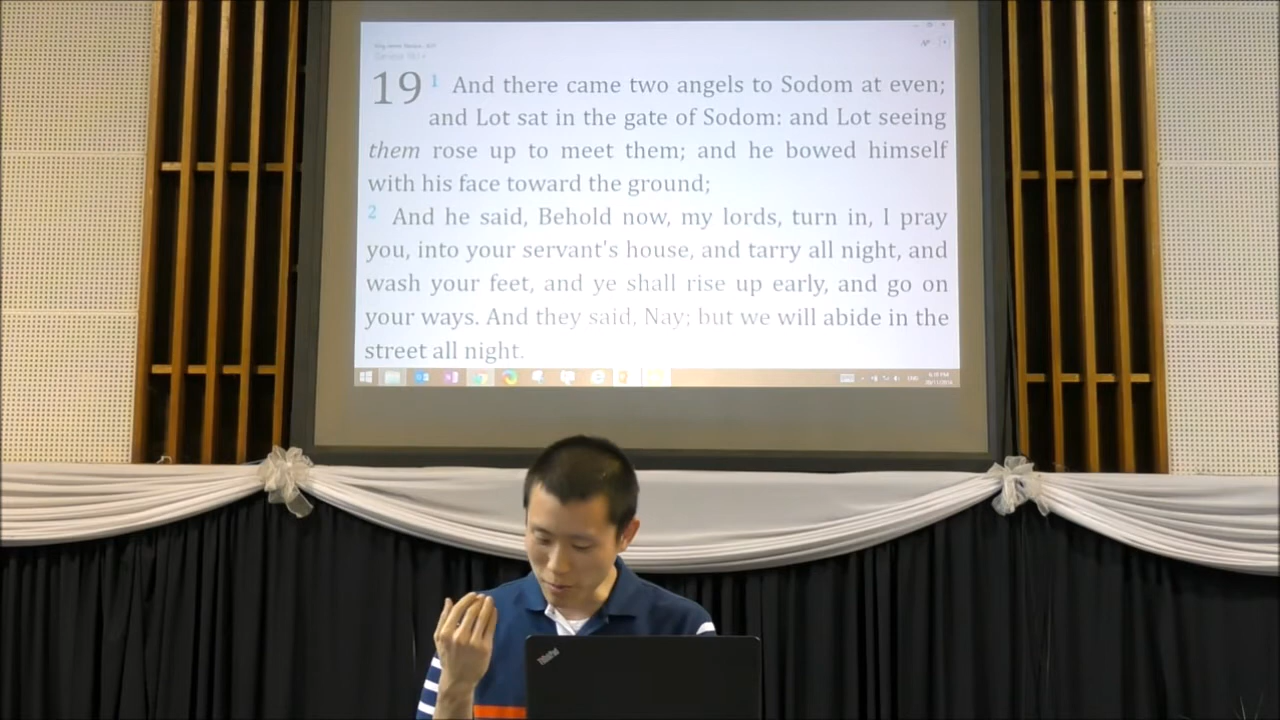 19 1 And there came two angels to Sodom at even;
and Lot sat in the gate of Sodom: and Lot seeing
them rose up to meet them; and he bowed himself
with his face toward the ground;
2 And he said, Behold now, my lords, turn in, I pray
you, into your servant's house, and tarry all night, and
wash your feet, and ye shall rise up early, and go on
your ways. And they said, Nay; but we will abide in the
street all night.
ThinkPad